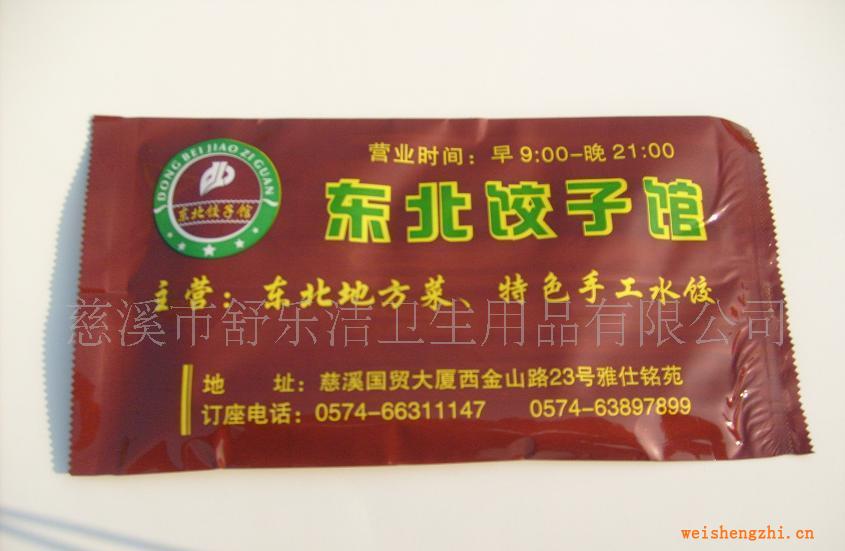 DONG BEI JIAO ZI GUAN
东北饺子馆
营业时间：早 9:00-晚 21:00
东北饺子馆
主营：东北地方菜、特色手工水饺
慈溪市舒乐洁卫生用品有限公司
地　　址：慈溪国贸大厦西金山路23号雅仕铭苑
订座电话：0574-66311147　　0574-63897899
weishengzhi.cn